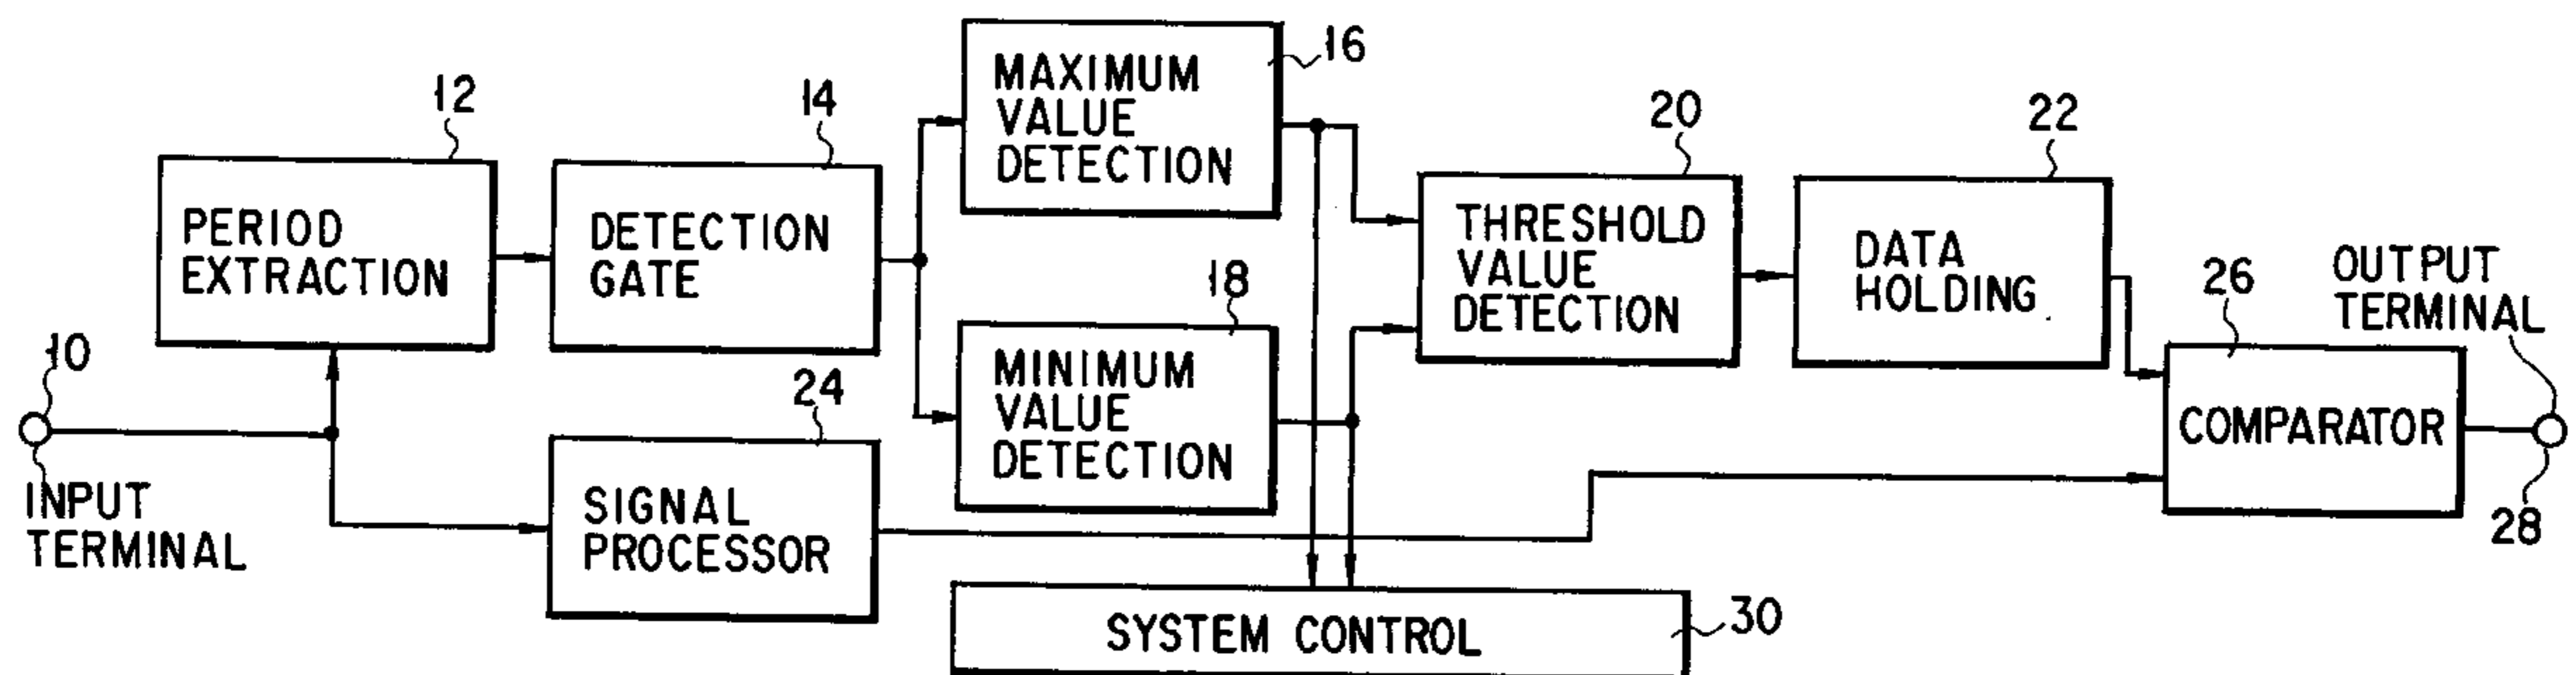 12
PERIOD
EXTRACTION
14
DETECTION
GATE
16
MAXIMUM
VALUE
DETECTION
18
MINIMUM
VALUE
DETECTION
20
THRESHOLD
VALUE
DETECTION
22
DATA
HOLDING
10
INPUT
TERMINAL
24
SIGNAL
PROCESSOR
26
COMPARATOR
OUTPUT
TERMINAL
28
SYSTEM CONTROL
30